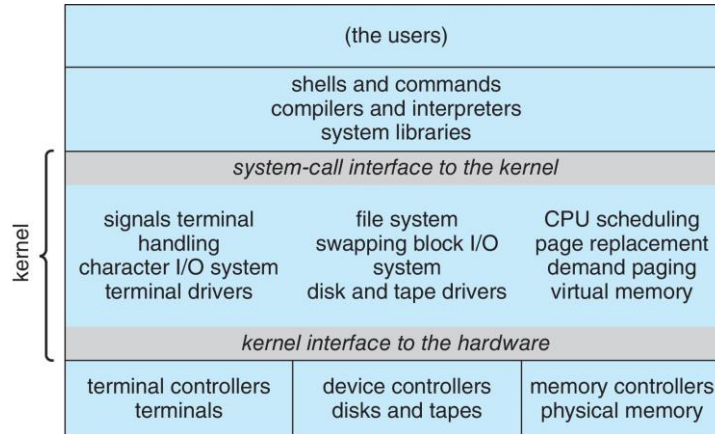 (the users)
shells and commands
compilers and interpreters
system libraries
kernel
system-call interface to the kernel
signals terminal
handling
character I/O system
terminal drivers
file system
swapping block I/O
system
disk and tape drivers
CPU scheduling
page replacement
demand paging
virtual memory
kernel interface to the hardware
terminal controllers
terminals
device controllers
disks and tapes
memory controllers
physical memory